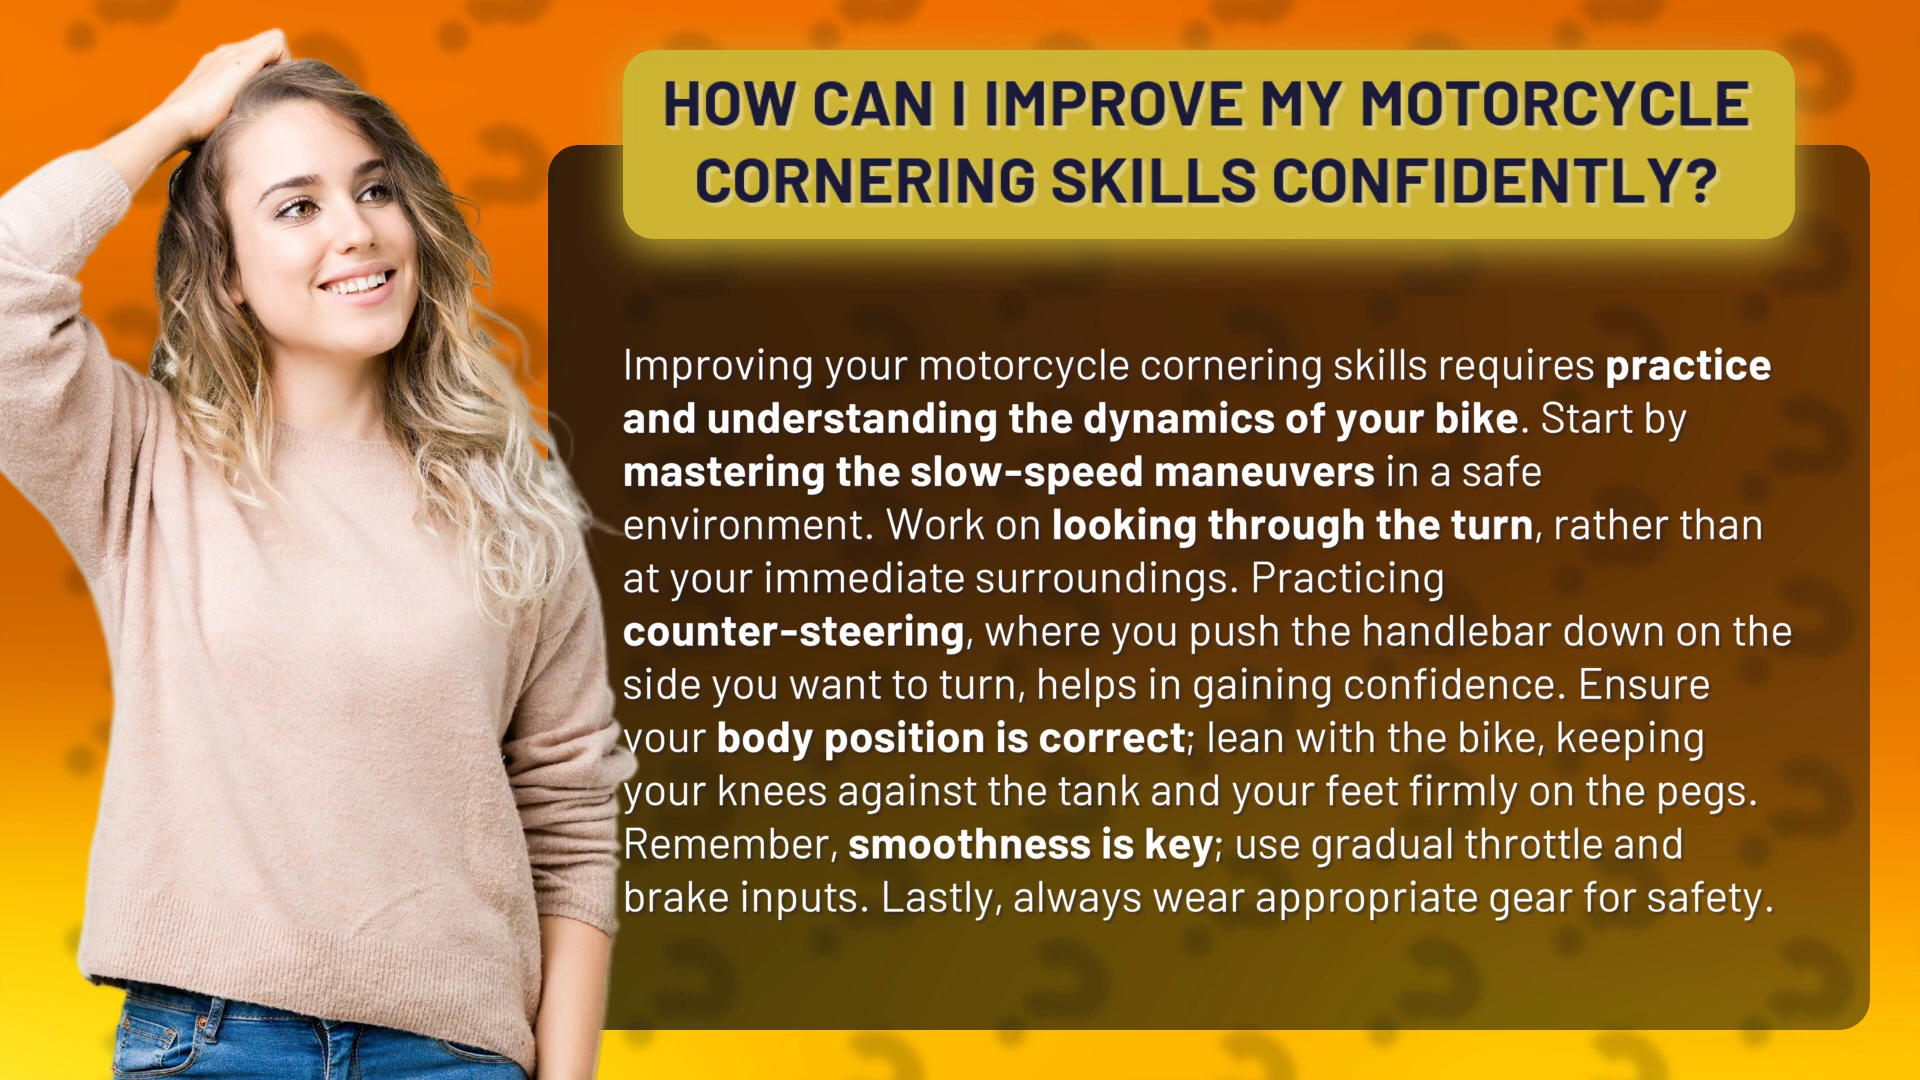 HOW CAN I IMPROVE MY MOTORCYCLE
CORNERING SKILLS CONFIDENTLY?
Improving your motorcycle cornering skills requires practice
and understanding the dynamics of your bike. Start by
mastering the slow-speed maneuvers in a safe
environment. Work on looking through the turn, rather than
at your immediate surroundings. Practicing
counter-steering, where you push the handlebar down on the
side you want to turn, helps in gaining confidence. Ensure
your body position is correct; lean with the bike, keeping
your knees against the tank and your feet firmly on the pegs.
Remember, smoothness is key; use gradual throttle and
brake inputs. Lastly, always wear appropriate gear for safety.